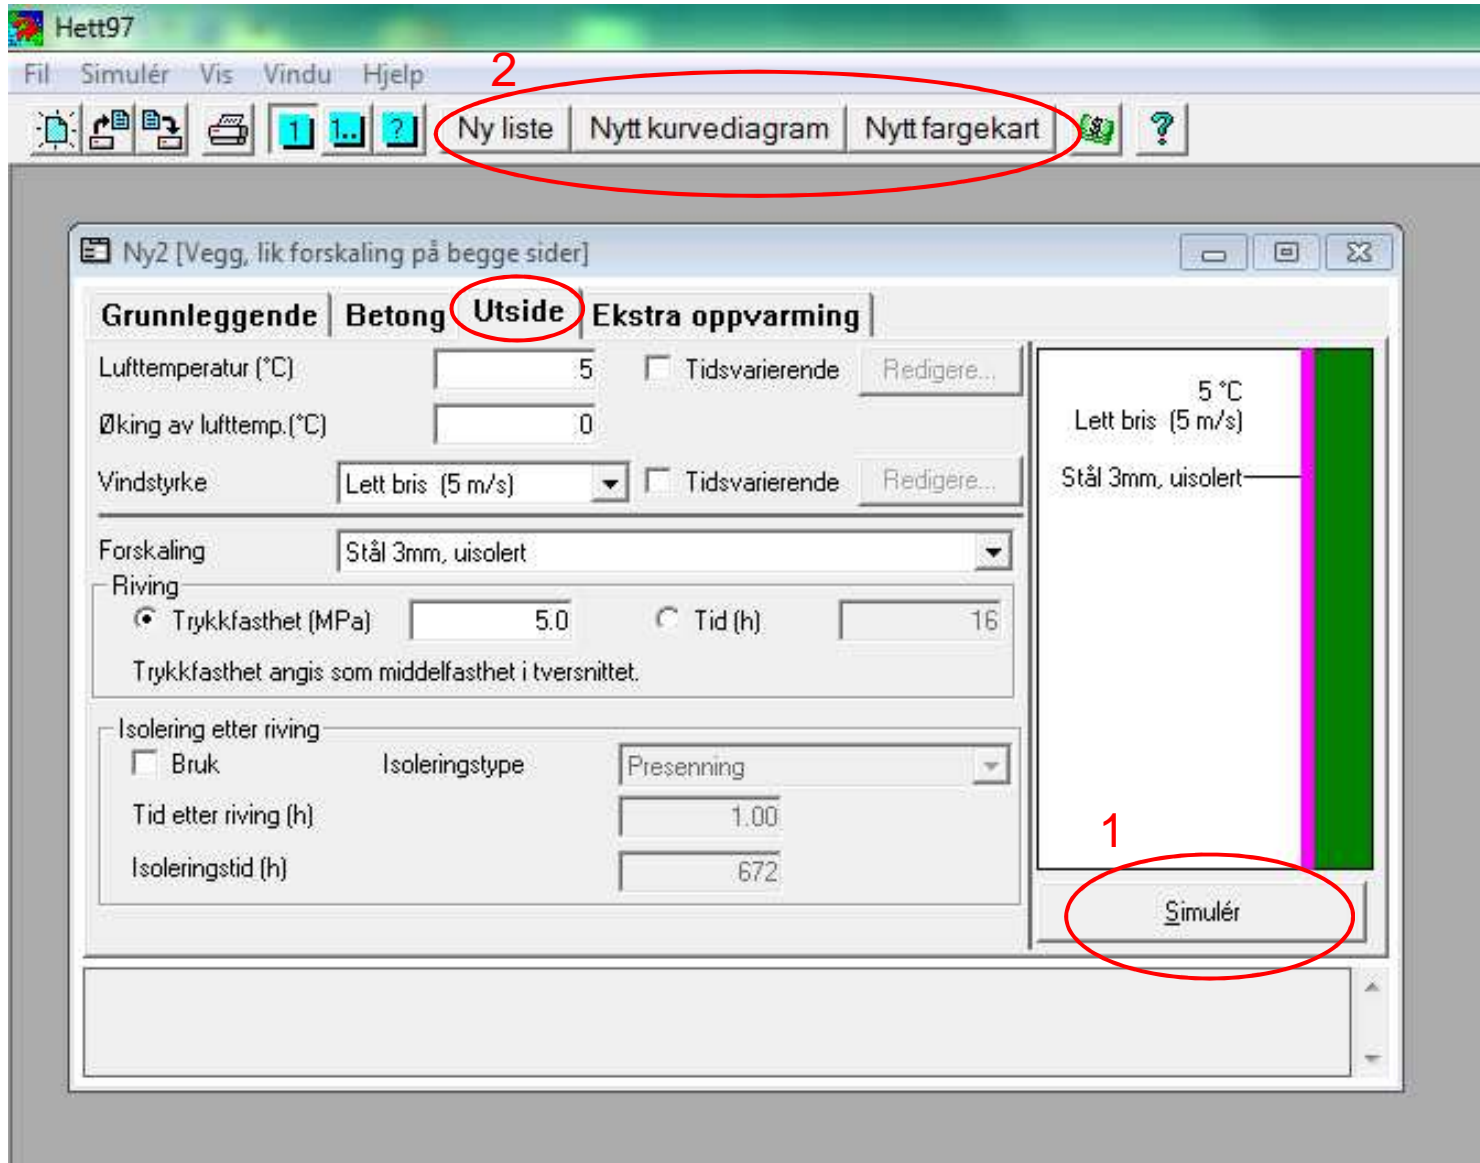 Hett97
Fil Simulér Vis Vindu Hjelp
2
1 1.. ? Ny liste Nytt kurvediagram Nytt fargekart $ ?
Ny2 [Vegg, lik forskaling på begge sider]
Grunnleggende Betong Utside Ekstra oppvarming
Lufttemperatur (°C) 5 Tidsvarierende Redigere...
Øking av lufttemp.(°C) 0
Vindstyrke Lett bris (5 m/s) Tidsvarierende Redigere...
Forskaling Stål 3mm, uisolert
Riving
Trykkfasthet (MPa) 5.0 Tid (h) 16
Trykkfasthet angis som middelfasthet i tversnittet.
Isolering etter riving
Bruk Isoleringstype Presenning
Tid etter riving (h) 1.00
Isoleringstid (h) 672
5 °C
Lett bris (5 m/s)
Stål 3mm, uisolert
1
Simulér